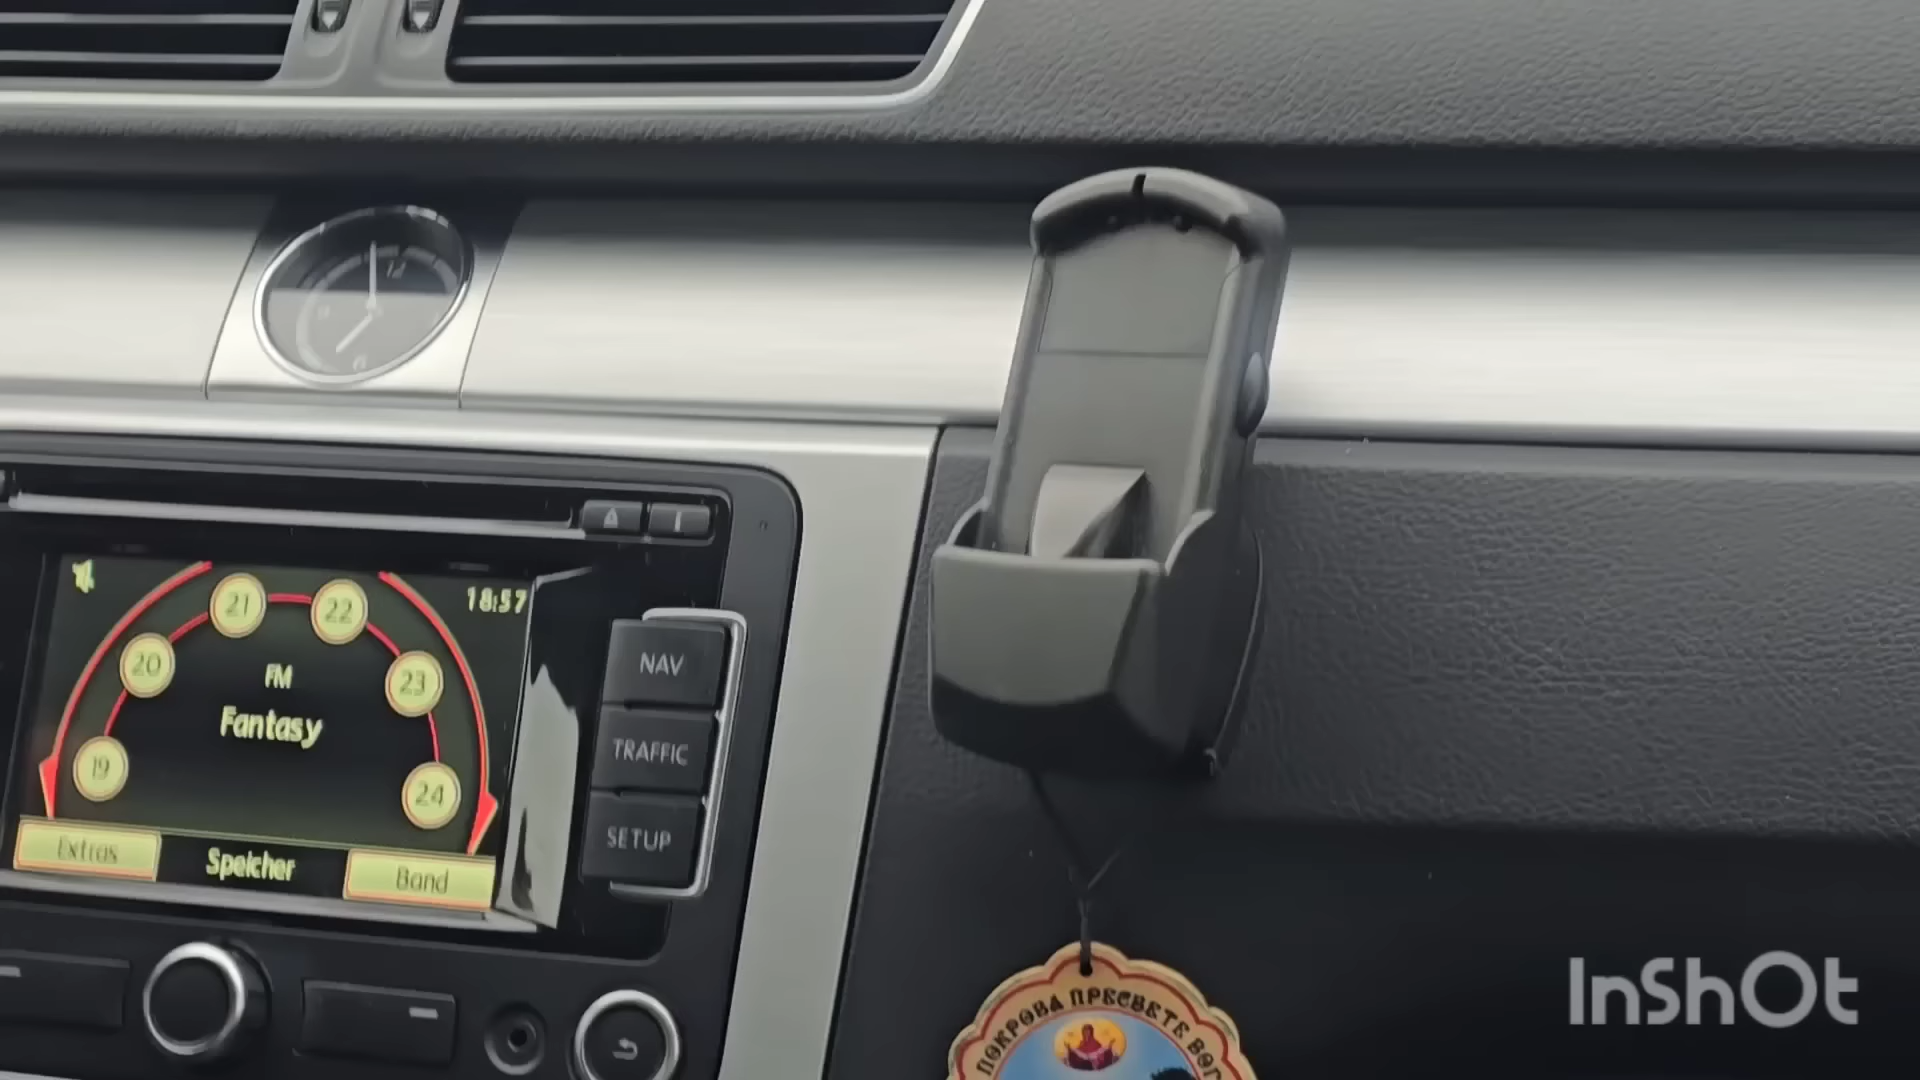 12
21
22
18:57
20
FM
23
Fantasy
19
24
Extras
Speicher
Band
NAV
TRAFFIC
SETUP
ПОКРОВА ПРЕСВЕТЕ БОГ
InShOt